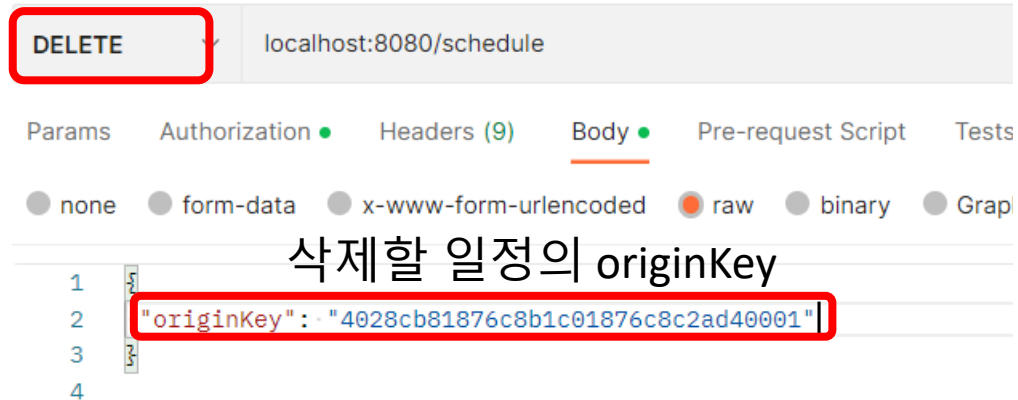 DELETE localhost:8080/schedule
Params Authorization Headers (9) Body Pre-request Script Tests
none form-data x-www-form-urlencoded raw binary Grap
삭제할 일정의 originKey
1 {
2 "originKey": "4028cb81876c8b1c01876c8c2ad40001"
3 }
4